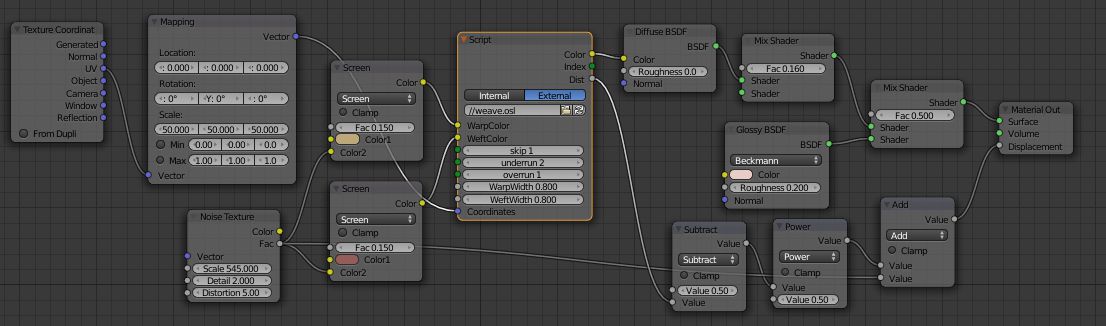 Texture Coordinat
Generated
Normal
UV
Object
Camera
Window
Reflection
From Dupli
Mapping
Vector
Location:
: 0.000 : 0.000 : 0.000
Rotation:
: 0° Y: 0° : 0°
Scale:
50.000 50.000 50.000
Min 0.00 0.00 0.0
Max 1.00 1.00 1.0
Vector
Noise Texture
Color
Fac
Vector
Scale 545.000
Detail 2.000
Distortion 5.00
Screen
Color
Screen
Clamp
Fac 0.150
Color1
Color2
Screen
Color
Screen
Clamp
Fac 0.150
Color1
Color2
Script
Color
Index
Dist
Internal External
//weave.osl
WarpColor
WeftColor
skip 1
underrun 2
overrun 1
WarpWidth 0.800
WeftWidth 0.800
Coordinates
Diffuse BSDF
BSDF
Color
Roughness 0.0
Normal
Mix Shader
Shader
Fac 0.160
Shader
Shader
Glossy BSDF
BSDF
Beckmann
Color
Roughness 0.200
Normal
Mix Shader
Shader
Fac 0.500
Shader
Shader
Material Out
Surface
Volume
Displacement
Subtract
Value
Subtract
Clamp
Value 0.50
Value
Power
Value
Power
Clamp
Value
Value 0.50
Add
Value
Add
Clamp
Value
Value